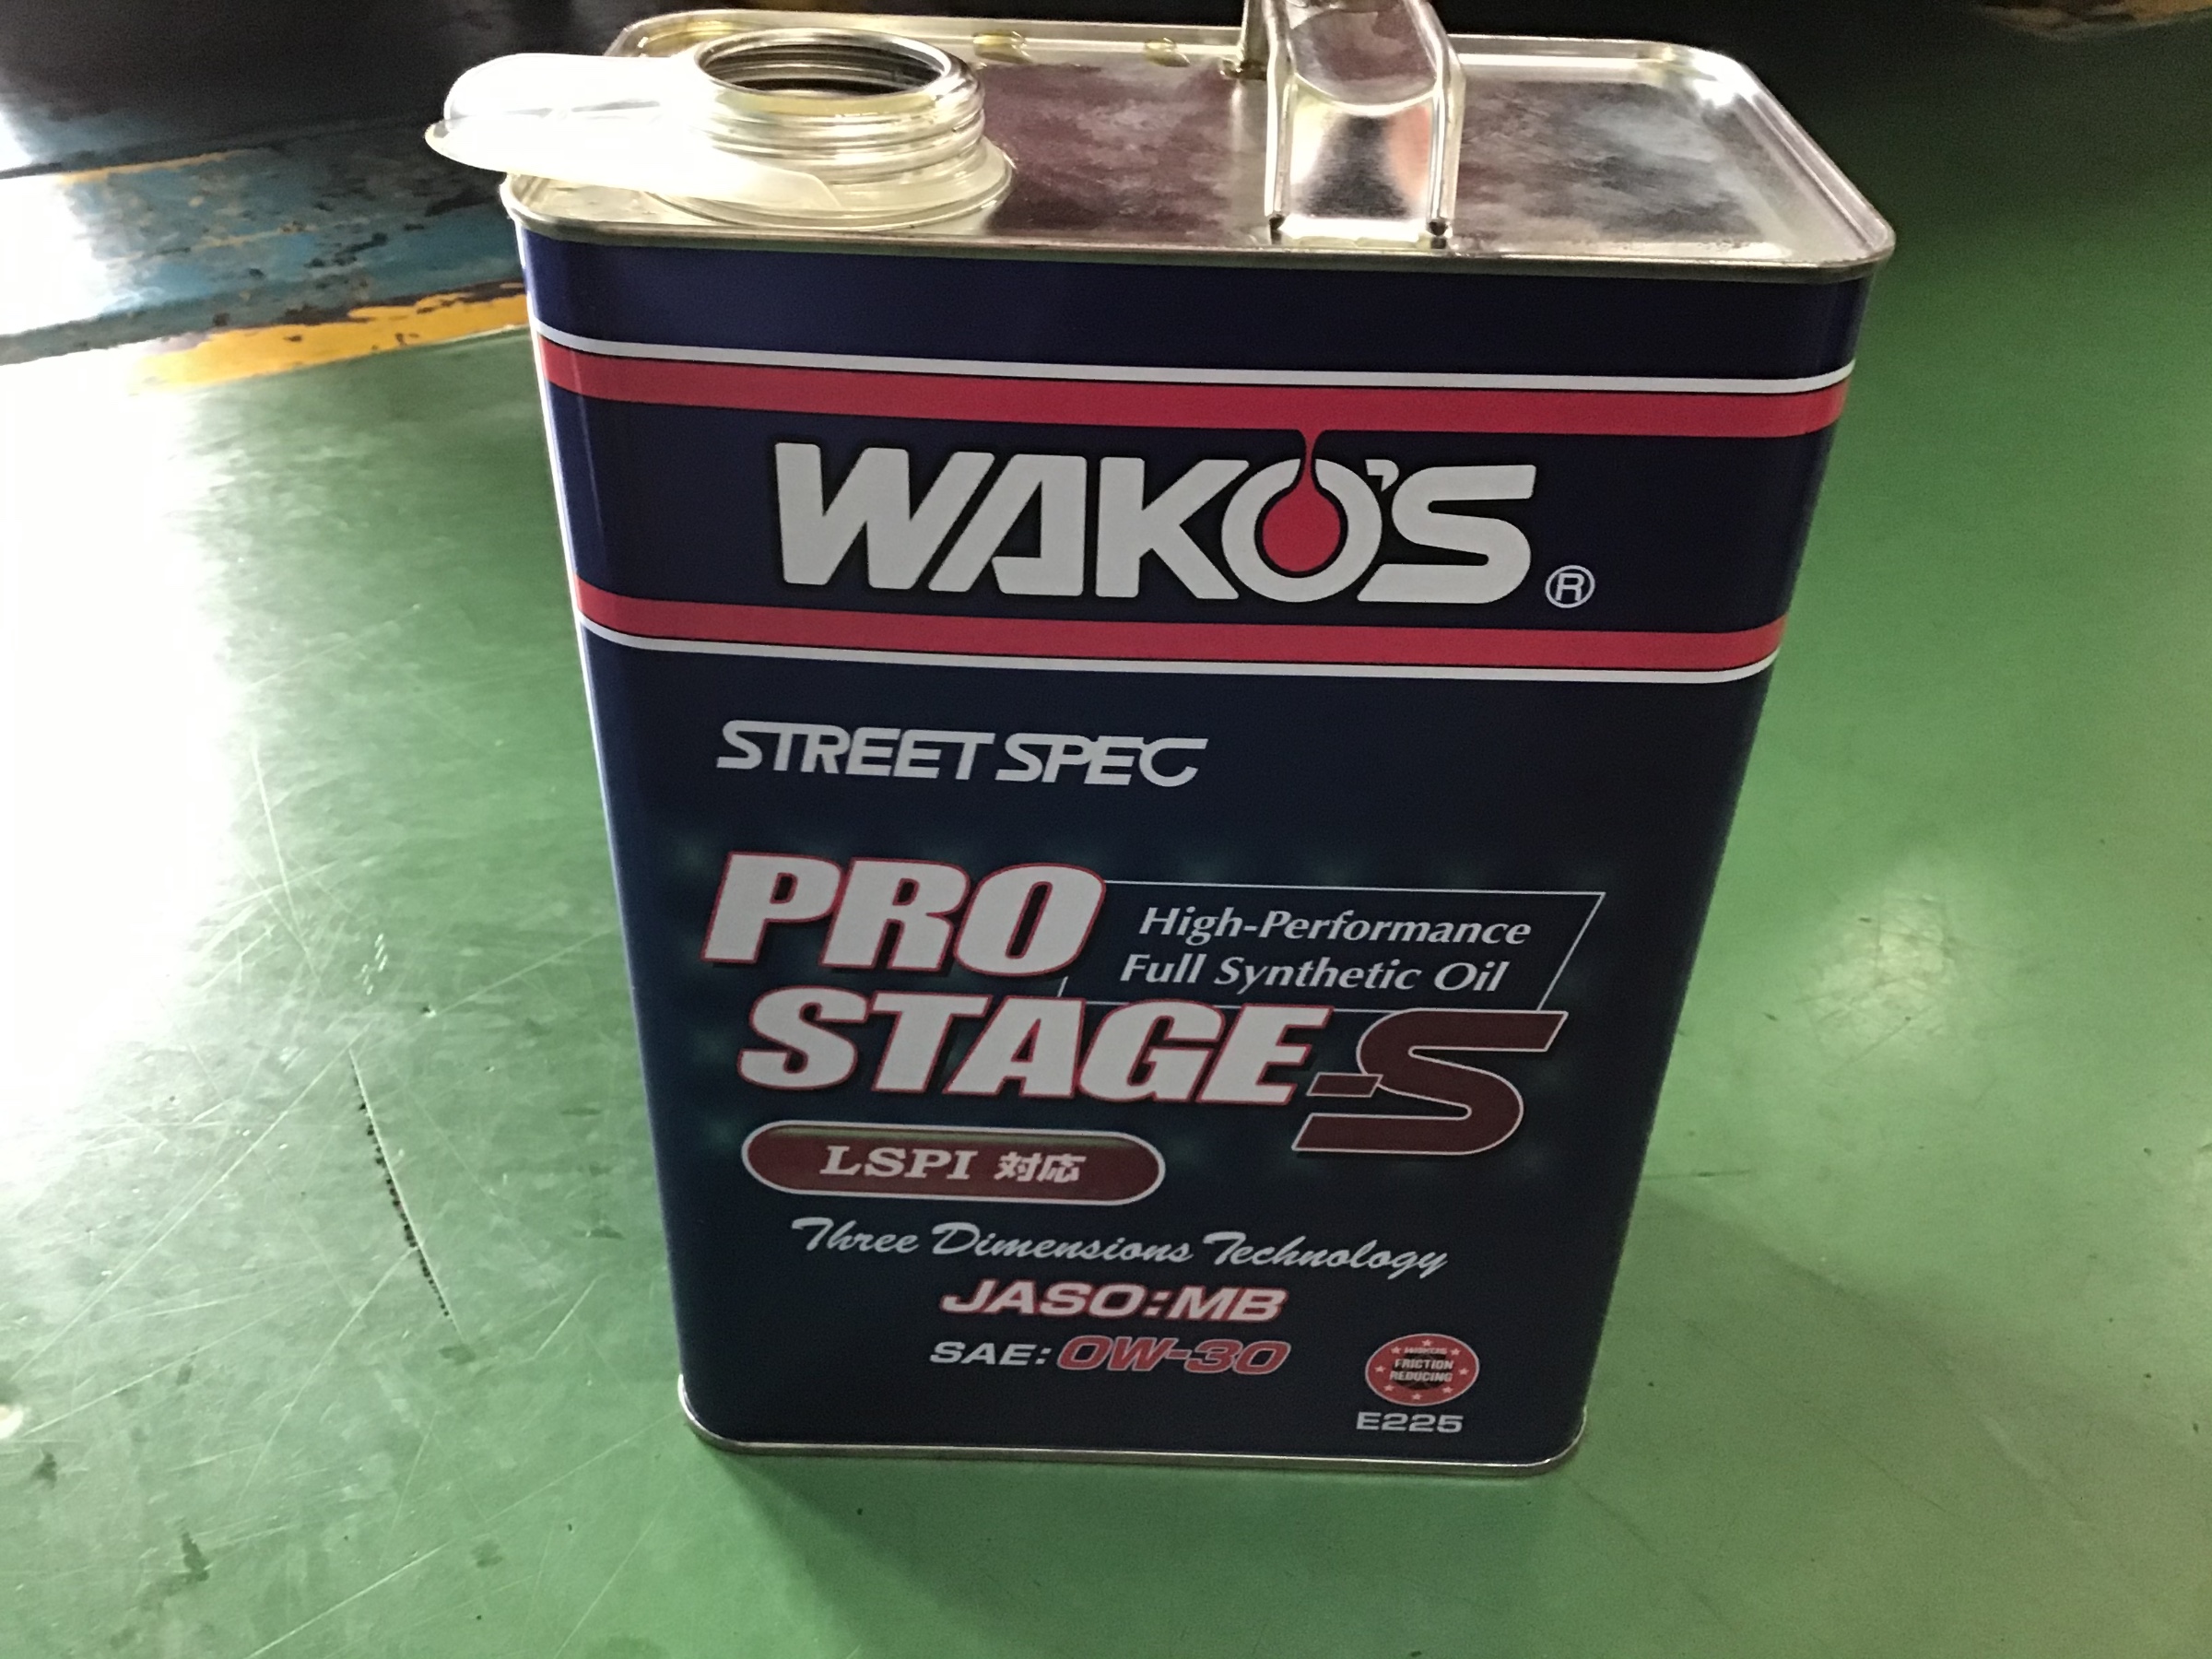 WAKO'S®
STREET SPEC
PRO
High-Performance
Full Synthetic Oil
STAGE-S
LSPI 対応
Three Dimensions Technology
JASO:MB
SAE: 0W-30
WAKO'S
FRICTION
REDUCING
E225